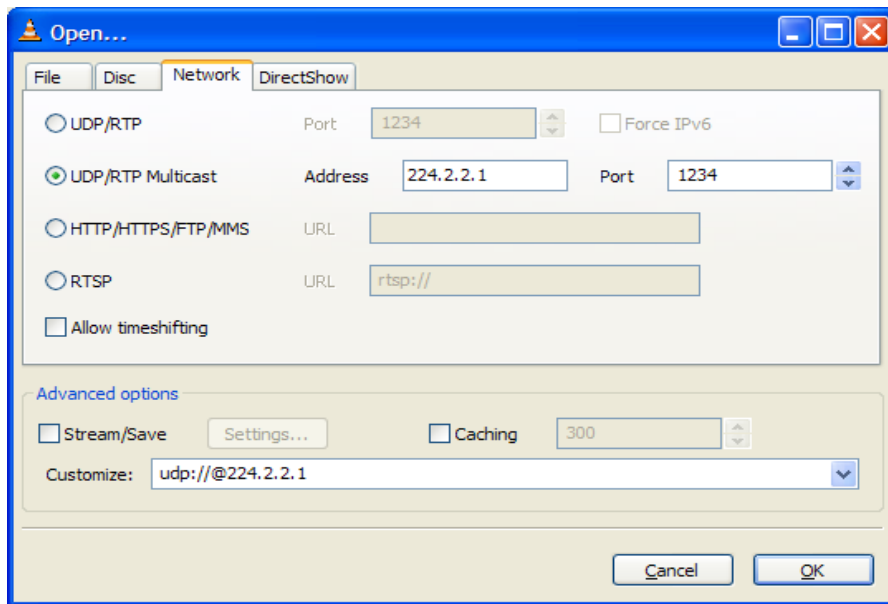 Open...
File Disc Network DirectShow
UDP/RTP Port 1234 Force IPv6
UDP/RTP Multicast Address 224.2.2.1 Port 1234
HTTP/HTTPS/FTP/MMS URL
RTSP URL rtsp://
Allow timeshifting
Advanced options
Stream/Save Settings... Caching 300
Customize: udp://@224.2.2.1
Cancel OK